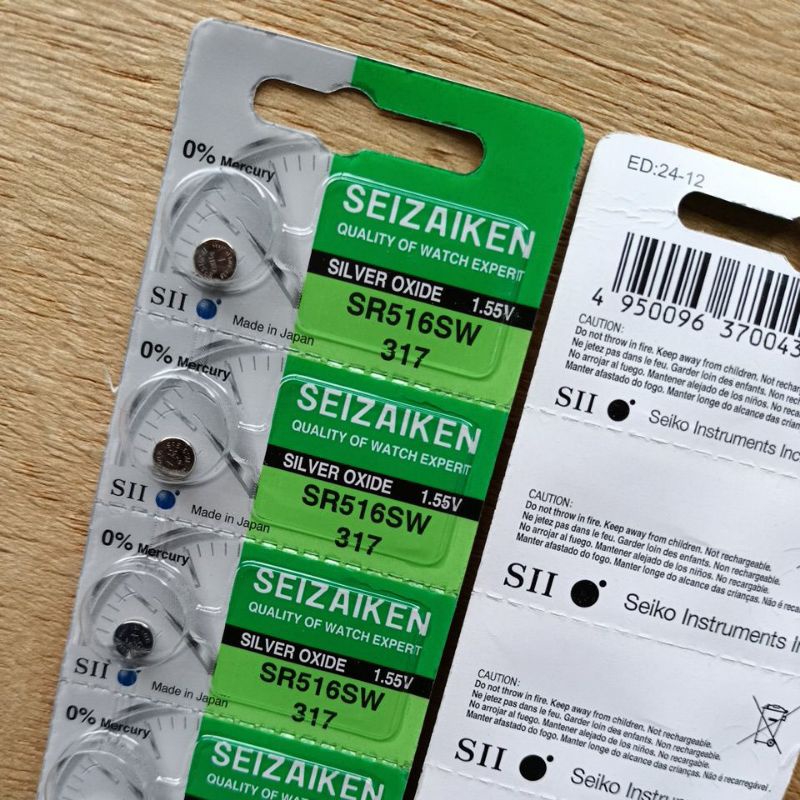 0% Mercury
SII
Made in Japan
SEIZAIKEN
QUALITY OF WATCH EXPERT
SILVER OXIDE 1.55V
SR516SW
317
0% Mercury
SII
Made in Japan
SEIZAIKEN
QUALITY OF WATCH EXPERT
SILVER OXIDE 1.55V
SR516SW
317
0% Mercury
SII
Made in Japan
SEIZAIKEN
QUALITY OF WATCH EXPERT
SILVER OXIDE 1.55V
SR516SW
317
0% Mercury
SEIZAIKEN
QUALITY OF WATCH EXPERT
ED:24-12
4 950096 370043
CAUTION:
Do not throw in fire. Keep away from children. Not
Ne jetez pas dans le feu. Garder loin des enfants. Non
No arrojar al fuego. Mantener alejado de los niños. No
Manter afastado do fogo. Manter longe do alcance das
SII Seiko Instruments Inc
CAUTION:
Do not throw in fire. Keep away from children. Not rechargeable.
Ne jetez pas dans le feu. Garder loin des enfants. Non rechargeable.
No arrojar al fuego. Mantener alejado de los niños. No recargable.
Manter afastado do fogo. Manter longe do alcance das crianças. Não é
SII Seiko Instruments
CAUTION:
Do not throw in fire. Keep away from children. Not rechargeable.
Ne jetez pas dans le feu. Garder loin des enfants. Non rechargeable.
No arrojar al fuego. Mantener alejado de los niños. No recargable.
Manter afastado do fogo. Manter longe do alcance das crianças. Não é recarregável.
SII Seiko Instruments